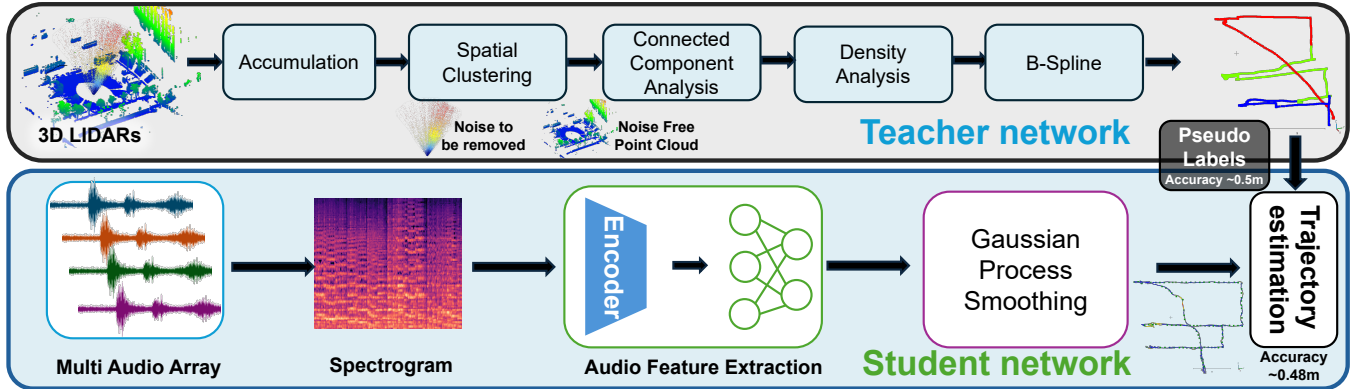 3D LIDARs
Accumulation
Spatial
Clustering
Connected
Component
Analysis
Density
Analysis
B-Spline
Noise to
be removed
Noise Free
Point Cloud
Teacher network
Pseudo
Labels
Accuracy ~0.5m
Multi Audio Array
Spectrogram
Encoder
Audio Feature Extraction
Gaussian
Process
Smoothing
Student network
Trajectory
estimation
Accuracy
~0.48m